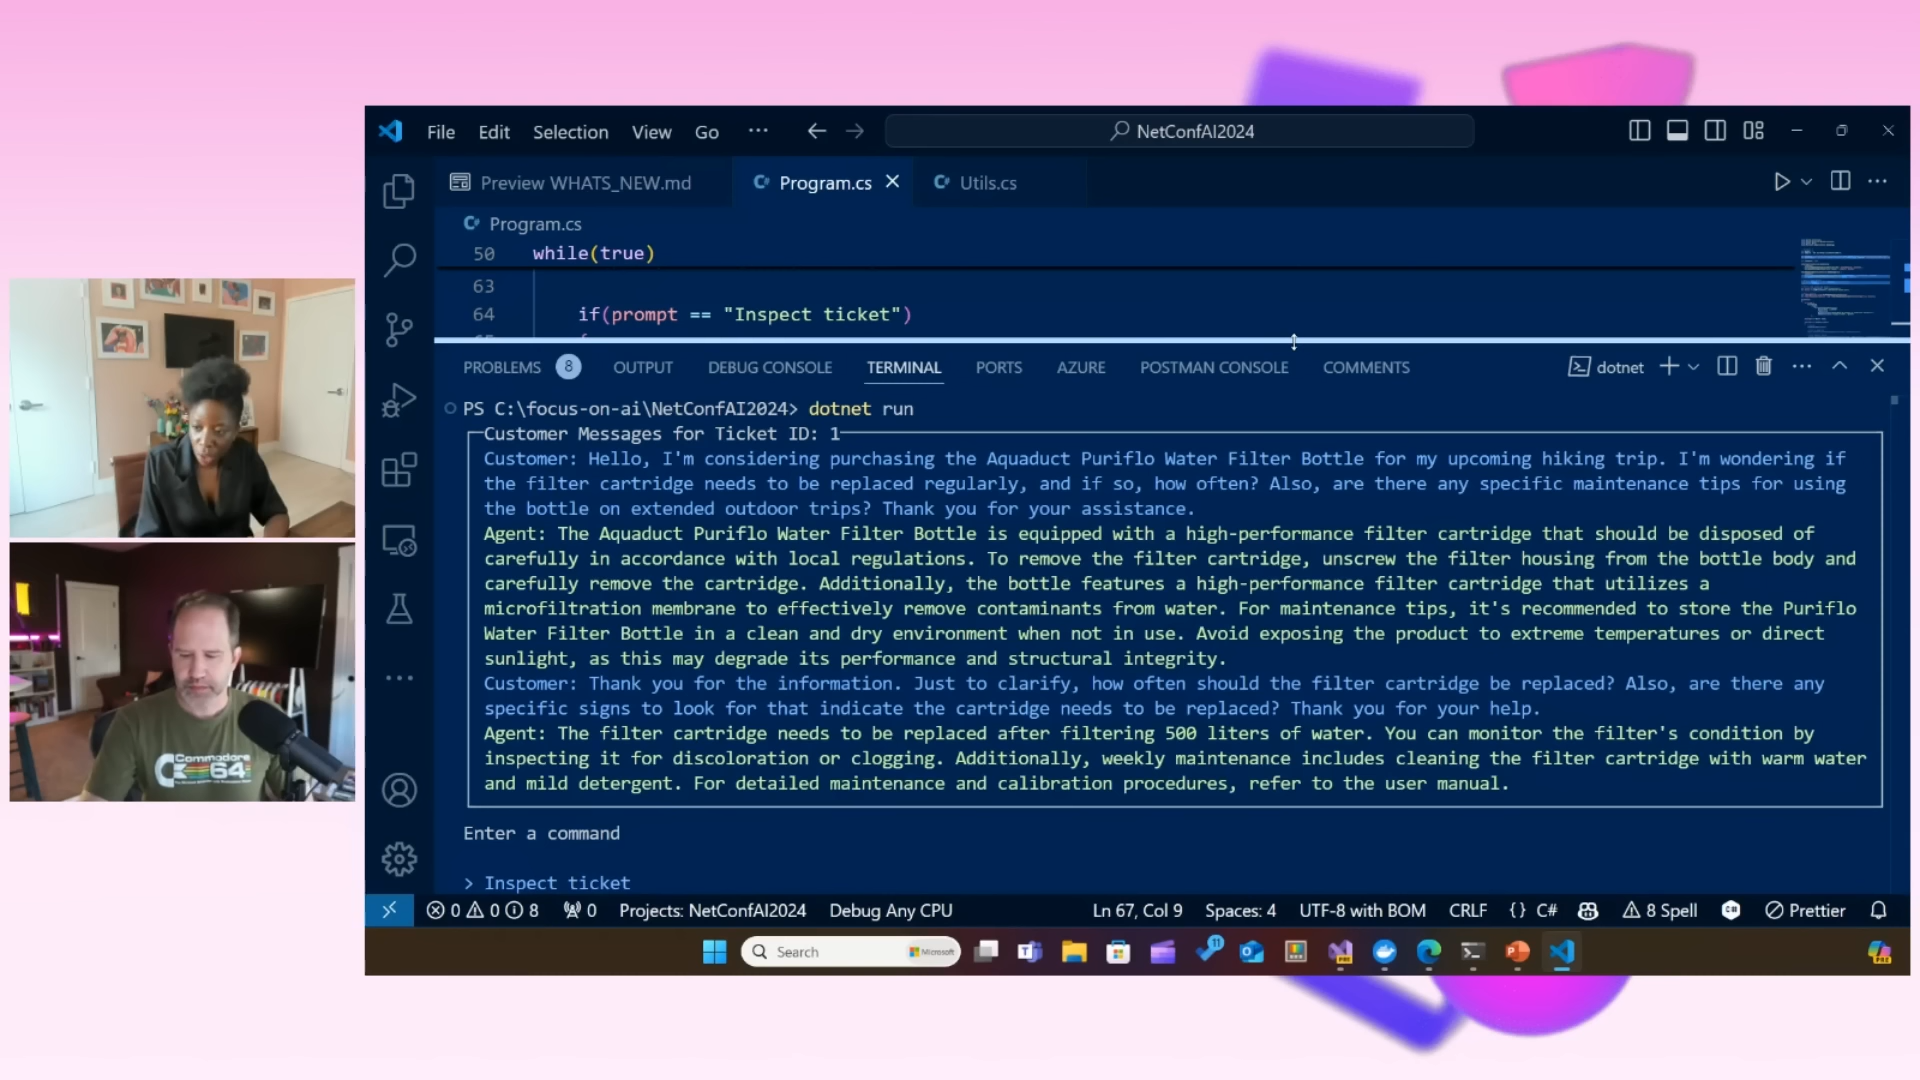 File Edit Selection View Go ··· NetConfAI2024
Preview WHATS_NEW.md Program.cs Utils.cs
Program.cs
50 while(true)
63
64 if(prompt == "Inspect ticket")
PROBLEMS 8 OUTPUT DEBUG CONSOLE TERMINAL PORTS AZURE POSTMAN CONSOLE COMMENTS dotnet
PS C:\focus-on-ai\NetConfAI2024> dotnet run
Customer Messages for Ticket ID: 1
Customer: Hello, I'm considering purchasing the Aquaduct Puriflo Water Filter Bottle for my upcoming hiking trip. I'm wondering if
the filter cartridge needs to be replaced regularly, and if so, how often? Also, are there any specific maintenance tips for using
the bottle on extended outdoor trips? Thank you for your assistance.
Agent: The Aquaduct Puriflo Water Filter Bottle is equipped with a high-performance filter cartridge that should be disposed of
carefully in accordance with local regulations. To remove the filter cartridge, unscrew the filter housing from the bottle body and
carefully remove the cartridge. Additionally, the bottle features a high-performance filter cartridge that utilizes a
microfiltration membrane to effectively remove contaminants from water. For maintenance tips, it's recommended to store the Puriflo
Water Filter Bottle in a clean and dry environment when not in use. Avoid exposing the product to extreme temperatures or direct
sunlight, as this may degrade its performance and structural integrity.
Customer: Thank you for the information. Just to clarify, how often should the filter cartridge be replaced? Also, are there any
specific signs to look for that indicate the cartridge needs to be replaced? Thank you for your help.
Agent: The filter cartridge needs to be replaced after filtering 500 liters of water. You can monitor the filter's condition by
inspecting it for discoloration or clogging. Additionally, weekly maintenance includes cleaning the filter cartridge with warm water
and mild detergent. For detailed maintenance and calibration procedures, refer to the user manual.
Enter a command
> Inspect ticket
0 0 8 0 Projects: NetConfAI2024 Debug Any CPU Ln 67, Col 9 Spaces: 4 UTF-8 with BOM CRLF {} C# 8 Spell Prettier
Search Microsoft 11
Commodore
64